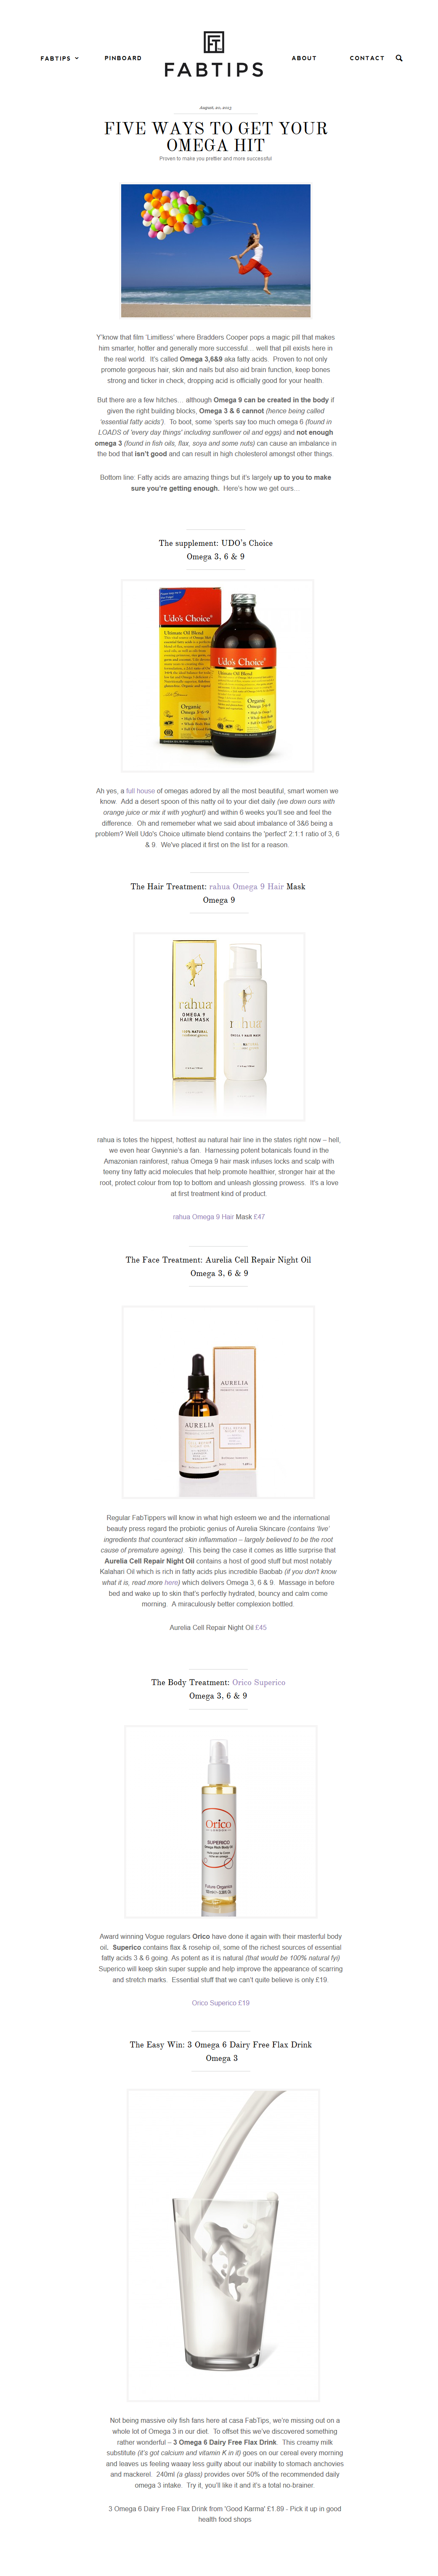 FABTIPS
PINBOARD
FABTIPS
ABOUT
CONTACT
August, 20, 2013
FIVE WAYS TO GET YOUR
OMEGA HIT
Proven to make you prettier and more successful
Y'know that film 'Limitless' where Bradders Cooper pops a magic pill that makes
him smarter, hotter and generally more successful… well that pill exists here in
the real world.  It's called Omega 3,6&9 aka fatty acids.  Proven to not only
promote gorgeous hair, skin and nails but also aid brain function, keep bones
strong and ticker in check, dropping acid is officially good for your health.
But there are a few hitches… although Omega 9 can be created in the body if
given the right building blocks, Omega 3 & 6 cannot (hence being called
'essential fatty acids').  To boot, some 'sperts say too much omega 6 (found in
LOADS of 'every day things' including sunflower oil and eggs) and not enough
omega 3 (found in fish oils, flax, soya and some nuts) can cause an imbalance in
the bod that isn't good and can result in high cholesterol amongst other things.
Bottom line: Fatty acids are amazing things but it's largely up to you to make
sure you're getting enough.  Here's how we get ours…
The supplement: UDO's Choice
Omega 3, 6 & 9
Udo's Choice
Ultimate Oil Blend
Udo's Choice
Ultimate Oil Blend
Organic
Ah yes, a full house of omegas adored by all the most beautiful, smart women we
know.  Add a desert spoon of this natty oil to your diet daily (we down ours with
orange juice or mix it with yoghurt) and within 6 weeks you'll see and feel the
difference.  Oh and rememeber what we said about imbalance of 3&6 being a
problem? Well Udo's Choice ultimate blend contains the 'perfect' 2:1:1 ratio of 3, 6
& 9.  We've placed it first on the list for a reason.
The Hair Treatment: rahua Omega 9 Hair Mask
Omega 9
rahua
OMEGA 9
HAIR MASK
rahua
OMEGA 9 HAIR MASK
rahua is totes the hippest, hottest au natural hair line in the states right now – hell,
we even hear Gwynnie's a fan.  Harnessing potent botanicals found in the
Amazonian rainforest, rahua Omega 9 hair mask infuses locks and scalp with
teeny tiny fatty acid molecules that help promote healthier, stronger hair at the
root, protect colour from top to bottom and unleash glossing prowess.  It's a love
at first treatment kind of product.
rahua Omega 9 Hair Mask £47
The Face Treatment: Aurelia Cell Repair Night Oil
Omega 3, 6 & 9
AURELIA
AURELIA
CELL REPAIR
NIGHT OIL
Regular FabTippers will know in what high esteem we and the international
beauty press regard the probiotic genius of Aurelia Skincare (contains 'live'
ingredients that counteract skin inflammation – largely believed to be the root
cause of premature ageing).  This being the case it comes as little surprise that
Aurelia Cell Repair Night Oil contains a host of good stuff but most notably
Kalahari Oil which is rich in fatty acids plus incredible Baobab (if you don't know
what it is, read more here) which delivers Omega 3, 6 & 9.  Massage in before
bed and wake up to skin that's perfectly hydrated, bouncy and calm come
morning.  A miraculously better complexion bottled.
Aurelia Cell Repair Night Oil £45
The Body Treatment: Orico Superico
Omega 3, 6 & 9
Orico
LONDON
SUPERICO
Omega Rich Body Oil
Future Organics
Award winning Vogue regulars Orico have done it again with their masterful body
oil.  Superico contains flax & rosehip oil, some of the richest sources of essential
fatty acids 3 & 6 going. As potent as it is natural (that would be 100% natural fyi)
Superico will keep skin super supple and help improve the appearance of scarring
and stretch marks.  Essential stuff that we can't quite believe is only £19.
Orico Superico £19
The Easy Win: 3 Omega 6 Dairy Free Flax Drink
Omega 3
Not being massive oily fish fans here at casa FabTips, we're missing out on a
whole lot of Omega 3 in our diet.  To offset this we've discovered something
rather wonderful – 3 Omega 6 Dairy Free Flax Drink.  This creamy milk
substitute (it's got calcium and vitamin K in it) goes on our cereal every morning
and leaves us feeling waaay less guilty about our indifference to stomach anchovies
and mackerel.  240ml (a glass) provides over 50% of the recommended daily
omega 3 intake.  Try it, you'll like it and it's a total no-brainer.
3 Omega 6 Dairy Free Flax Drink from 'Good Karma' £1.89 - Pick it up in good
health food shops